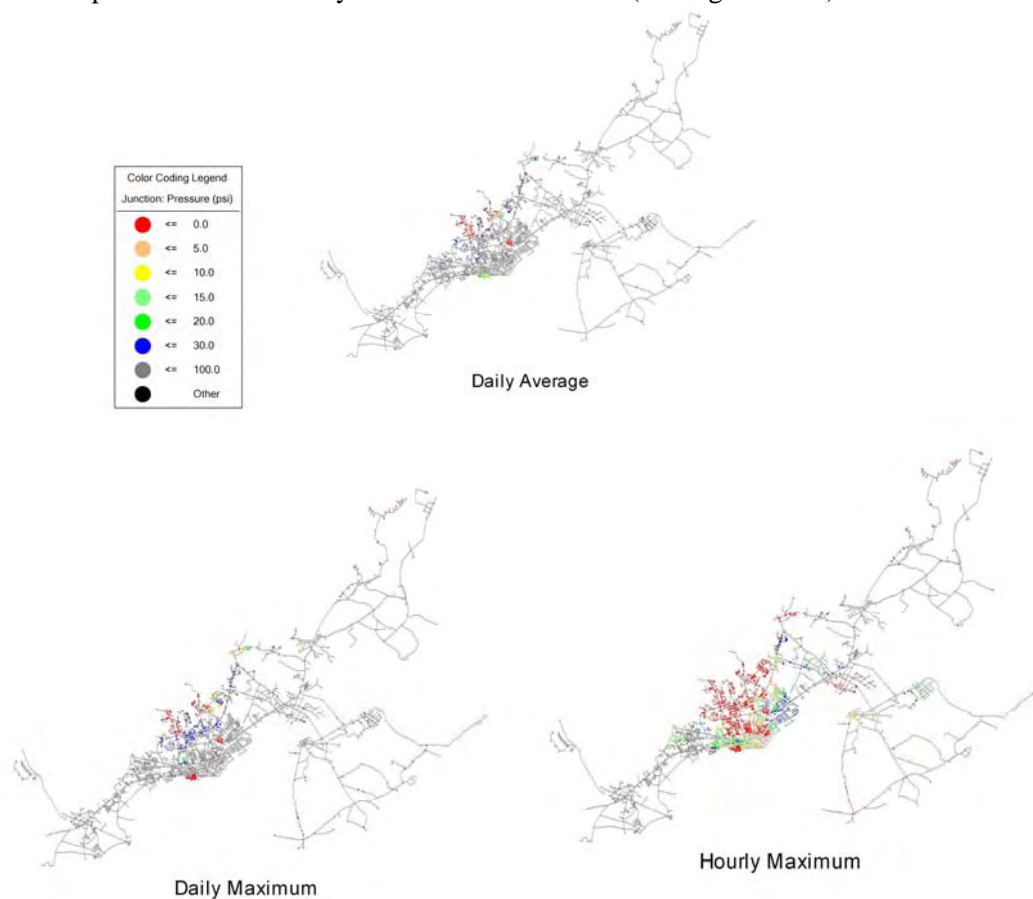 Color Coding Legend
Junction: Pressure (psi)
<= 0.0
<= 5.0
<= 10.0
<= 15.0
<= 20.0
<= 30.0
<= 100.0
Other
Daily Average
Daily Maximum
Hourly Maximum